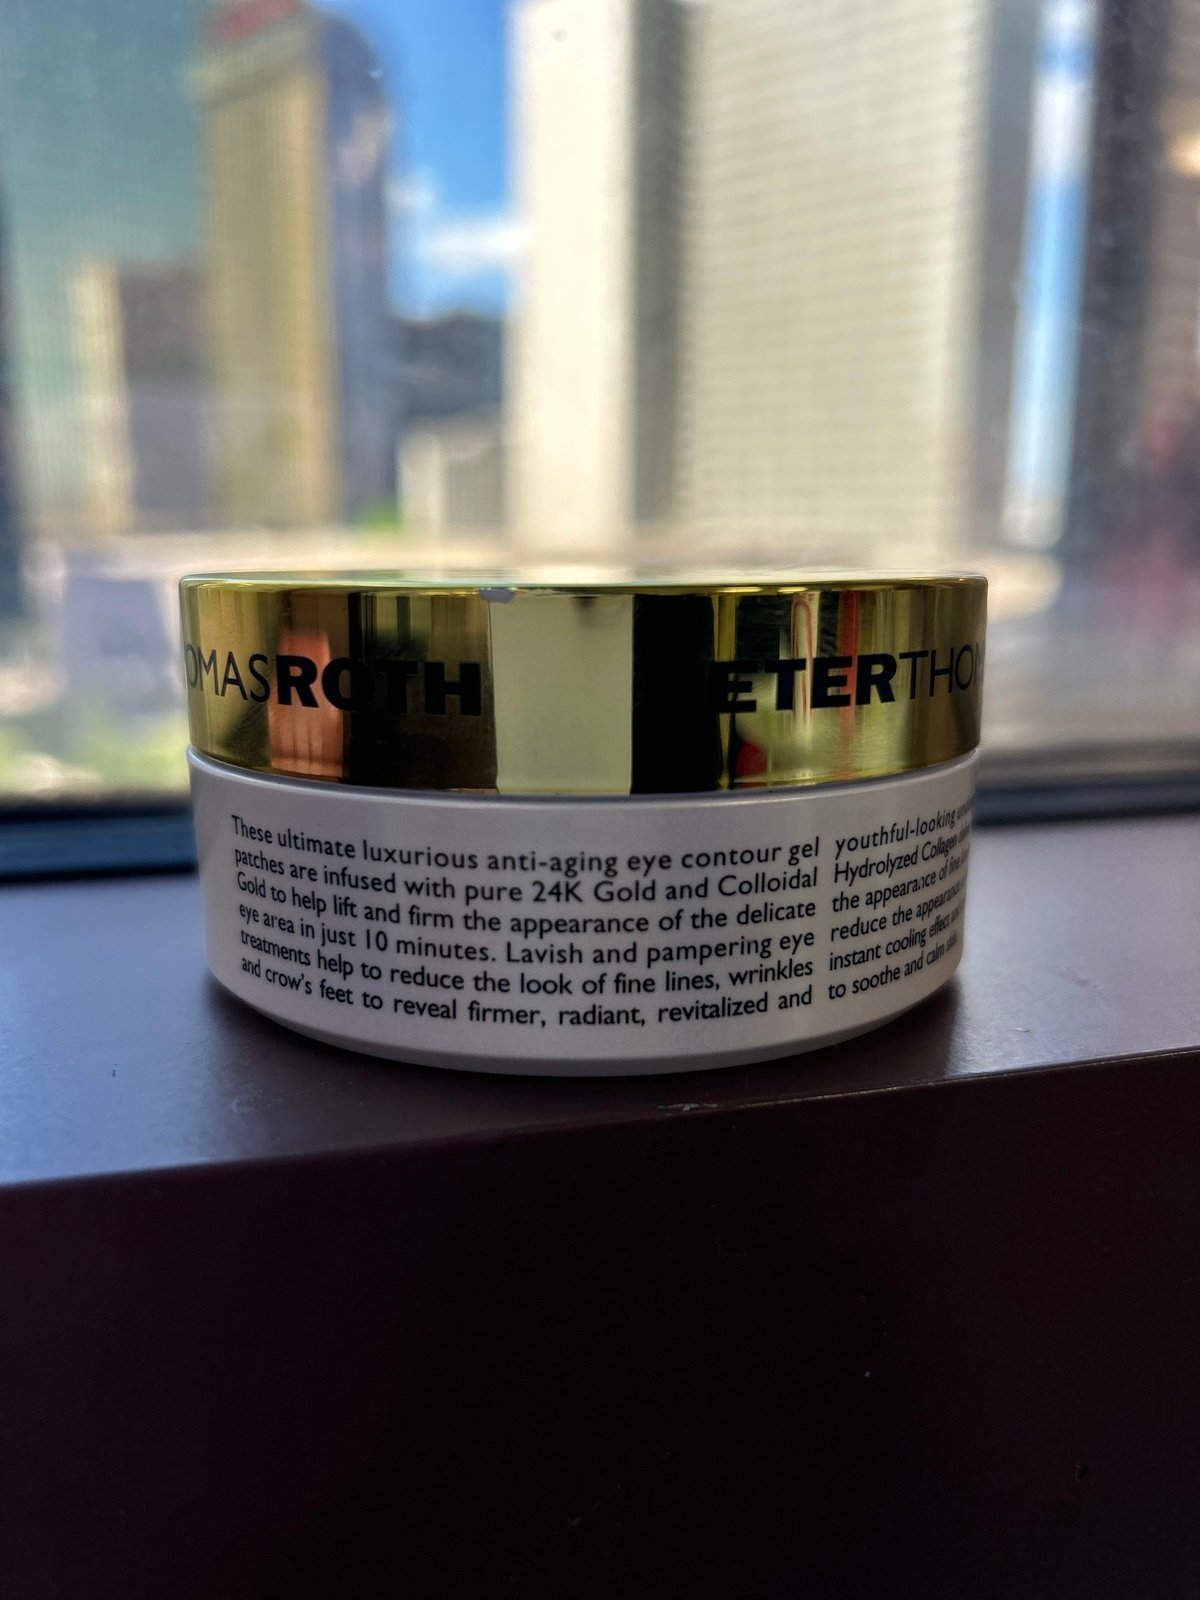 OMASROTH
ETERTHOM
These ultimate luxurious anti-aging eye contour gel
patches are infused with pure 24K Gold and Colloidal
Gold to help lift and firm the appearance of the delicate
eye area in just 10 minutes. Lavish and pampering eye
treatments help to reduce the look of fine lines, wrinkles
and crow's feet to reveal firmer, radiant, revitalized and
youthful-looking
Hydrolyzed Collagen
the appearance of fine
reduce the appearance
instant cooling effect and
to soothe and calm skin.